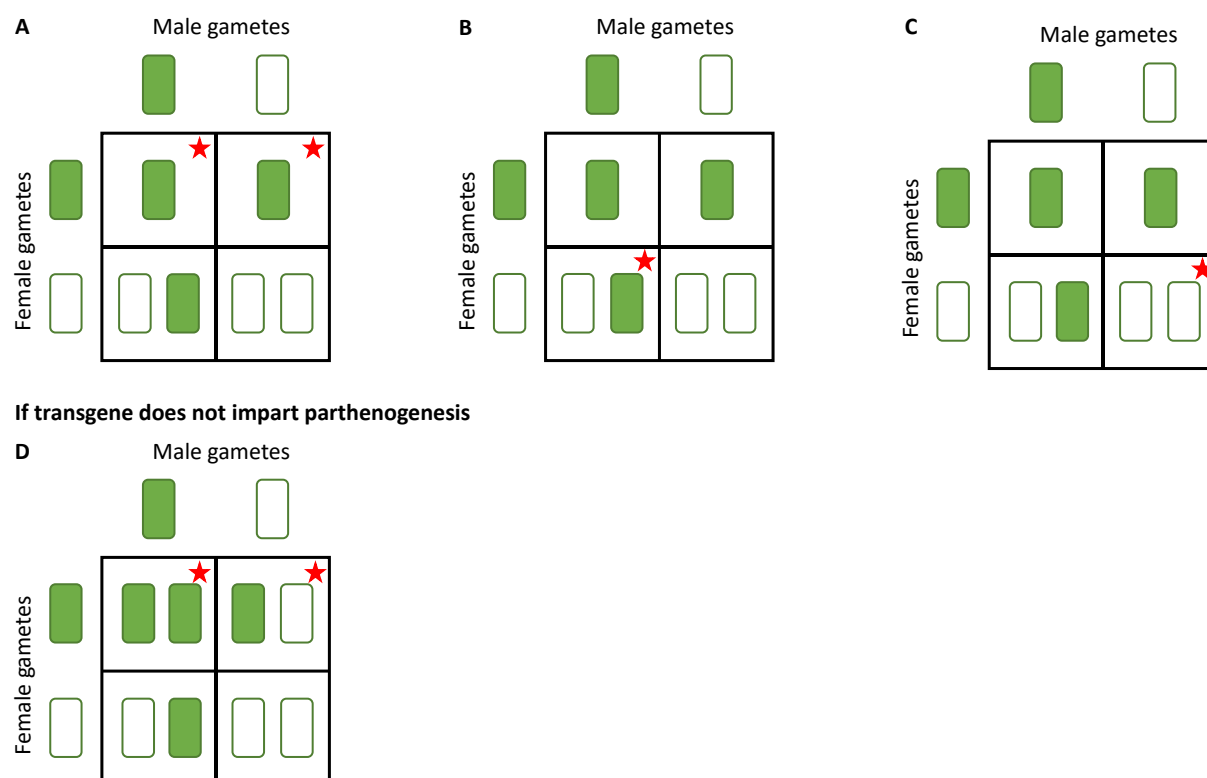 A
Male gametes
Female gametes
B
Male gametes
Female gametes
C
Male gametes
Female gametes
If transgene does not impart parthenogenesis
D
Male gametes
Female gametes